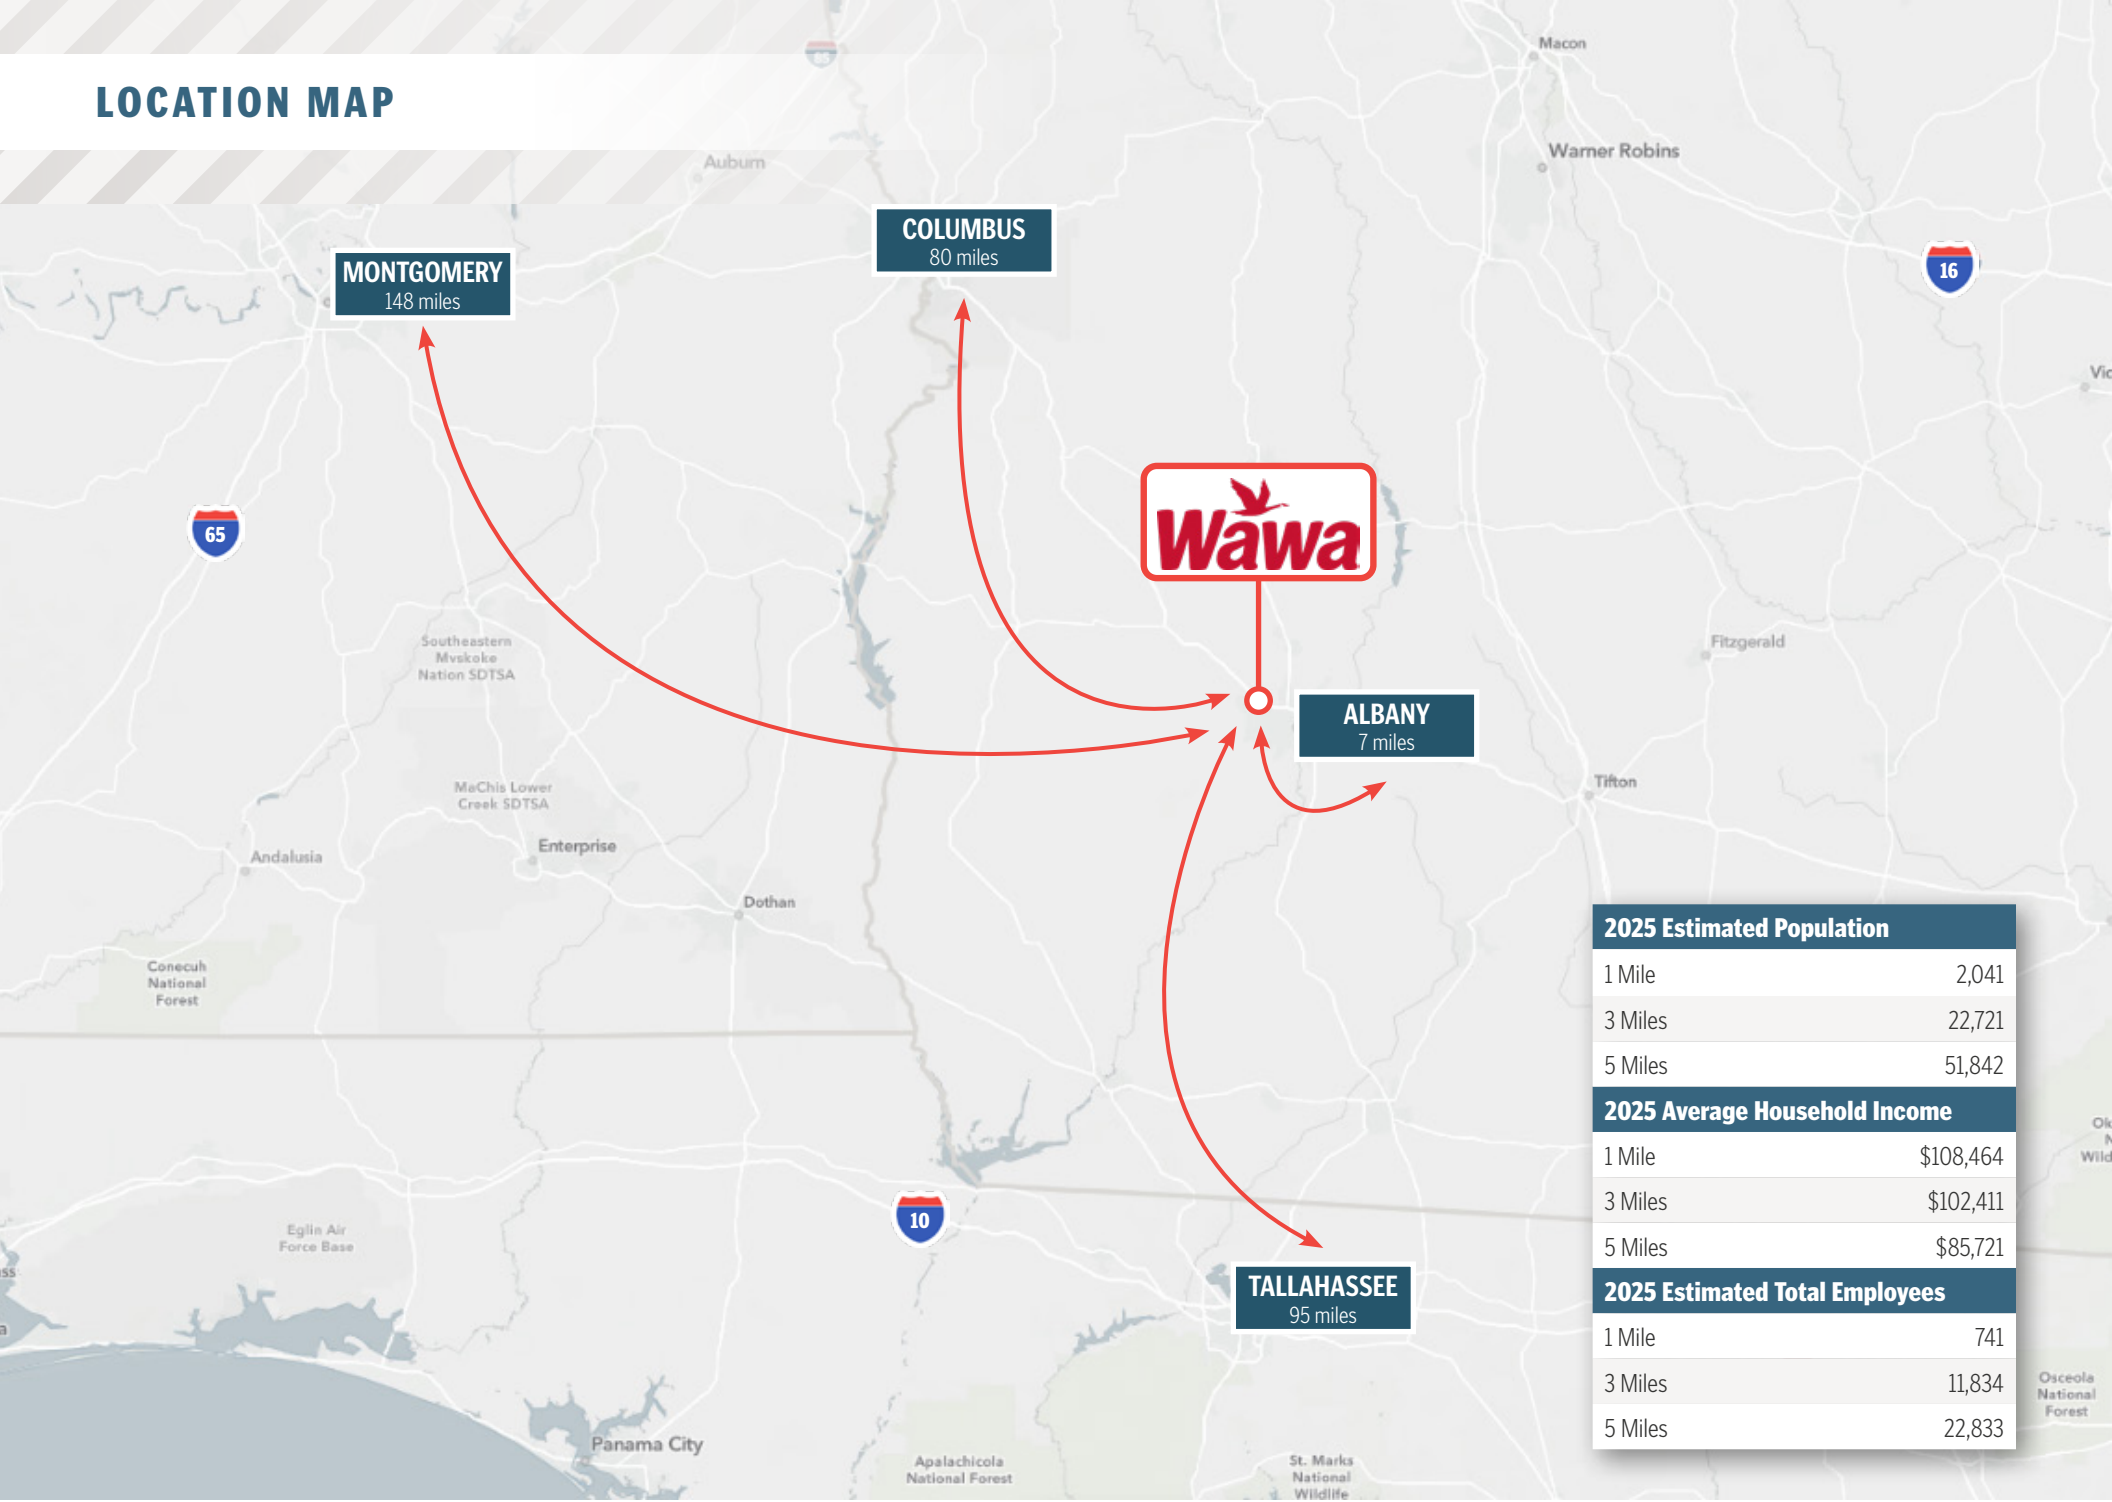 LOCATION MAP
Macon
Warner Robins
Auburn
COLUMBUS
80 miles
MONTGOMERY
148 miles
16
65
Wawa
Southeastern
Mvskoke
Nation SDTSA
Fitzgerald
ALBANY
7 miles
MaChis Lower
Creek SDTSA
Tifton
Enterprise
Andalusia
Dothan
Conecuh
National
Forest
10
Eglin Air
Force Base
TALLAHASSEE
95 miles
Panama City
Apalachicola
National Forest
St. Marks
National
Wildlife
Osceola
National
Forest
2025 Estimated Population
1 Mile 2,041
3 Miles 22,721
5 Miles 51,842
2025 Average Household Income
1 Mile $108,464
3 Miles $102,411
5 Miles $85,721
2025 Estimated Total Employees
1 Mile 741
3 Miles 11,834
5 Miles 22,833